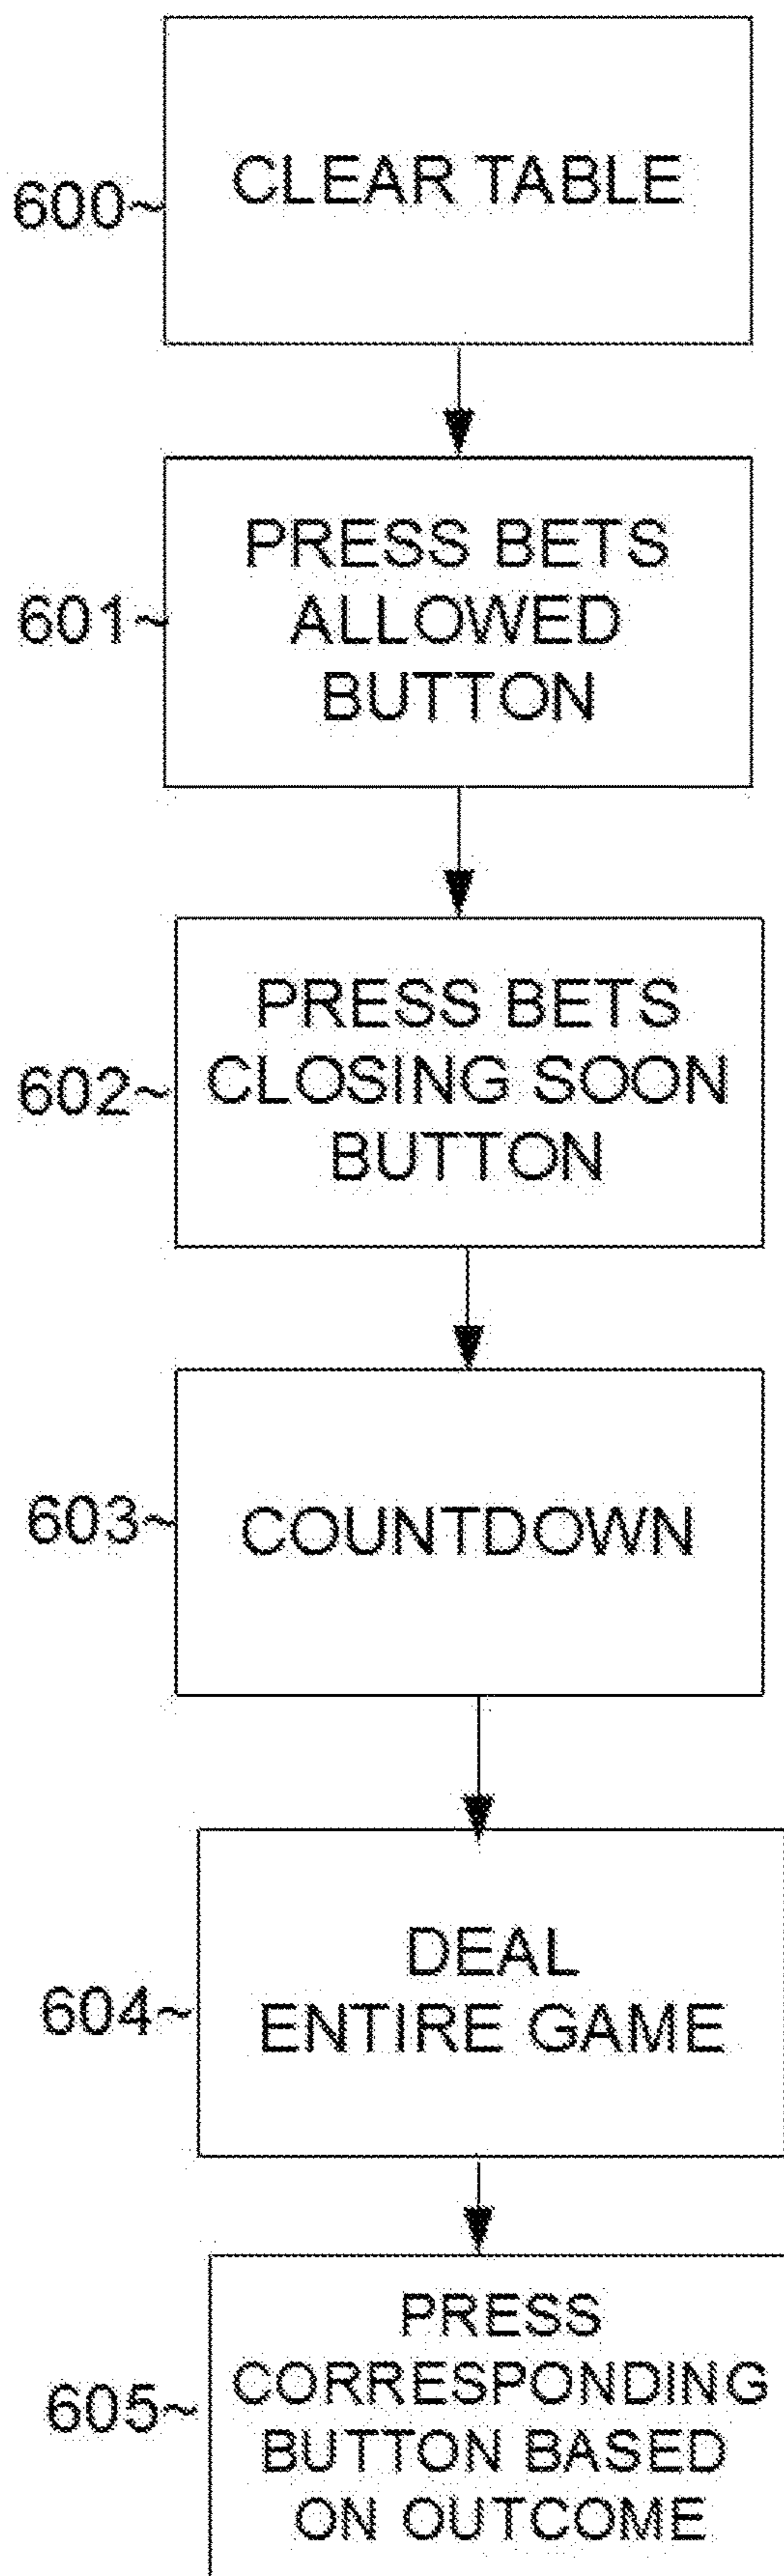 CLEAR TABLE
600~
PRESS BETS
ALLOWED
BUTTON
601~
PRESS BETS
CLOSING SOON
BUTTON
602~
COUNTDOWN
603~
DEAL
ENTIRE GAME
604~
PRESS
CORRESPONDING
BUTTON BASED
ON OUTCOME
605~